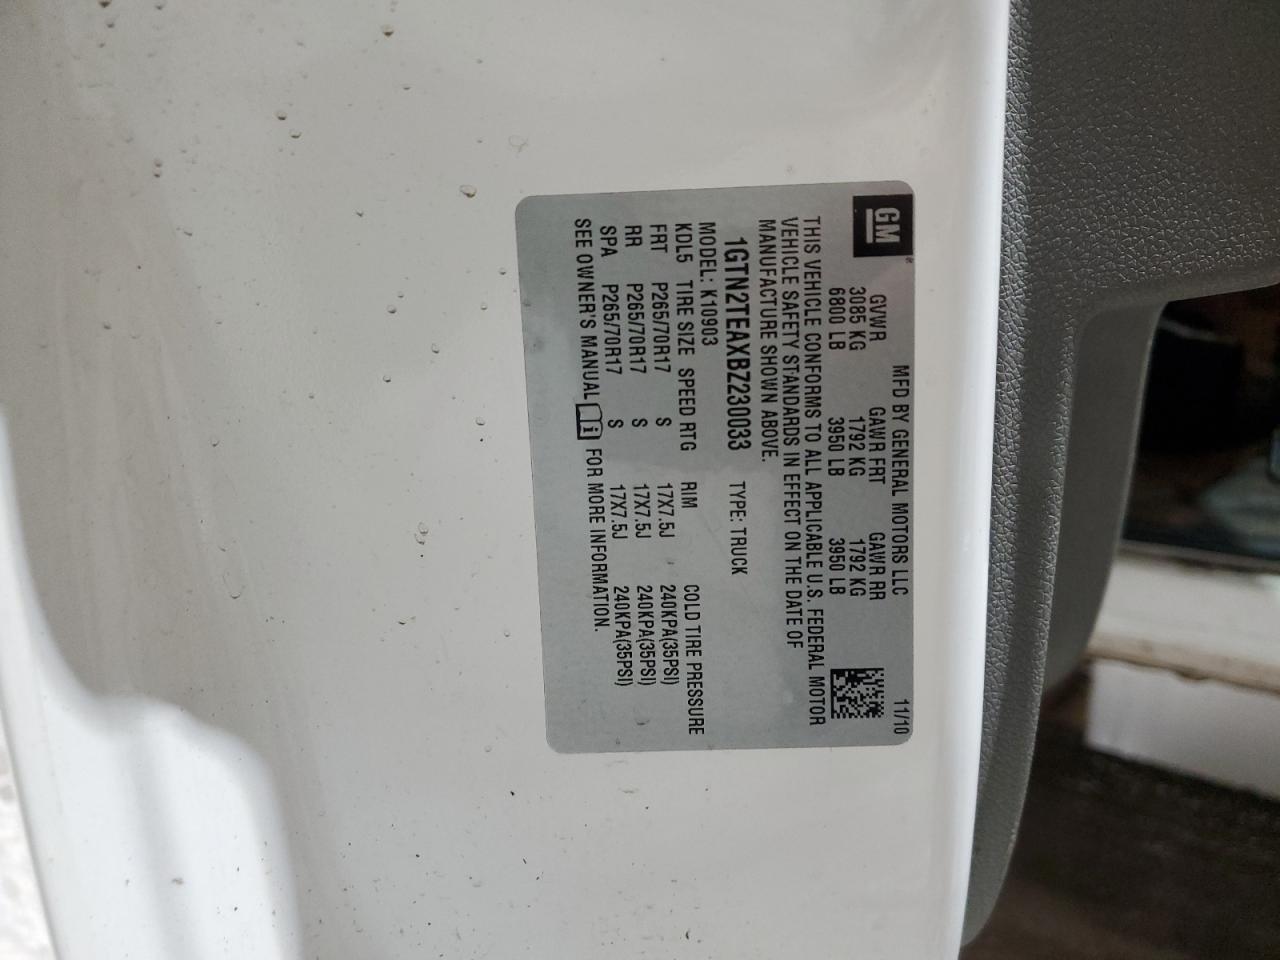 GM
MFD BY GENERAL MOTORS LLC 11/10
GVWR GAWR FRT GAWR RR
3085 KG 1792 KG 1792 KG
6800 LB 3950 LB 3950 LB
THIS VEHICLE CONFORMS TO ALL APPLICABLE U.S. FEDERAL MOTOR
VEHICLE SAFETY STANDARDS IN EFFECT ON THE DATE OF
MANUFACTURE SHOWN ABOVE.
1GTN2TEAXBZ230033 TYPE: TRUCK
MODEL: K10903
KDL5 TIRE SIZE SPEED RTG RIM COLD TIRE PRESSURE
FRT P265/70R17 S 17X7.5J 240KPA(35PSI)
RR P265/70R17 S 17X7.5J 240KPA(35PSI)
SPA P265/70R17 S 17X7.5J 240KPA(35PSI)
SEE OWNER'S MANUAL i FOR MORE INFORMATION.